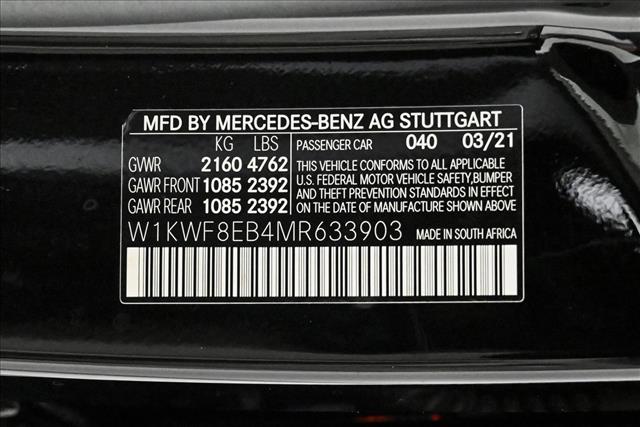 MFD BY MERCEDES-BENZ AG STUTTGART
KG LBS PASSENGER CAR 040 03/21
GVWR 2160 4762
GAWR FRONT 1085 2392
GAWR REAR 1085 2392
THIS VEHICLE CONFORMS TO ALL APPLICABLE
U.S. FEDERAL MOTOR VEHICLE SAFETY,BUMPER
AND THEFT PREVENTION STANDARDS IN EFFECT
ON THE DATE OF MANUFACTURE SHOWN ABOVE
W1KWF8EB4MR633903 MADE IN SOUTH AFRICA